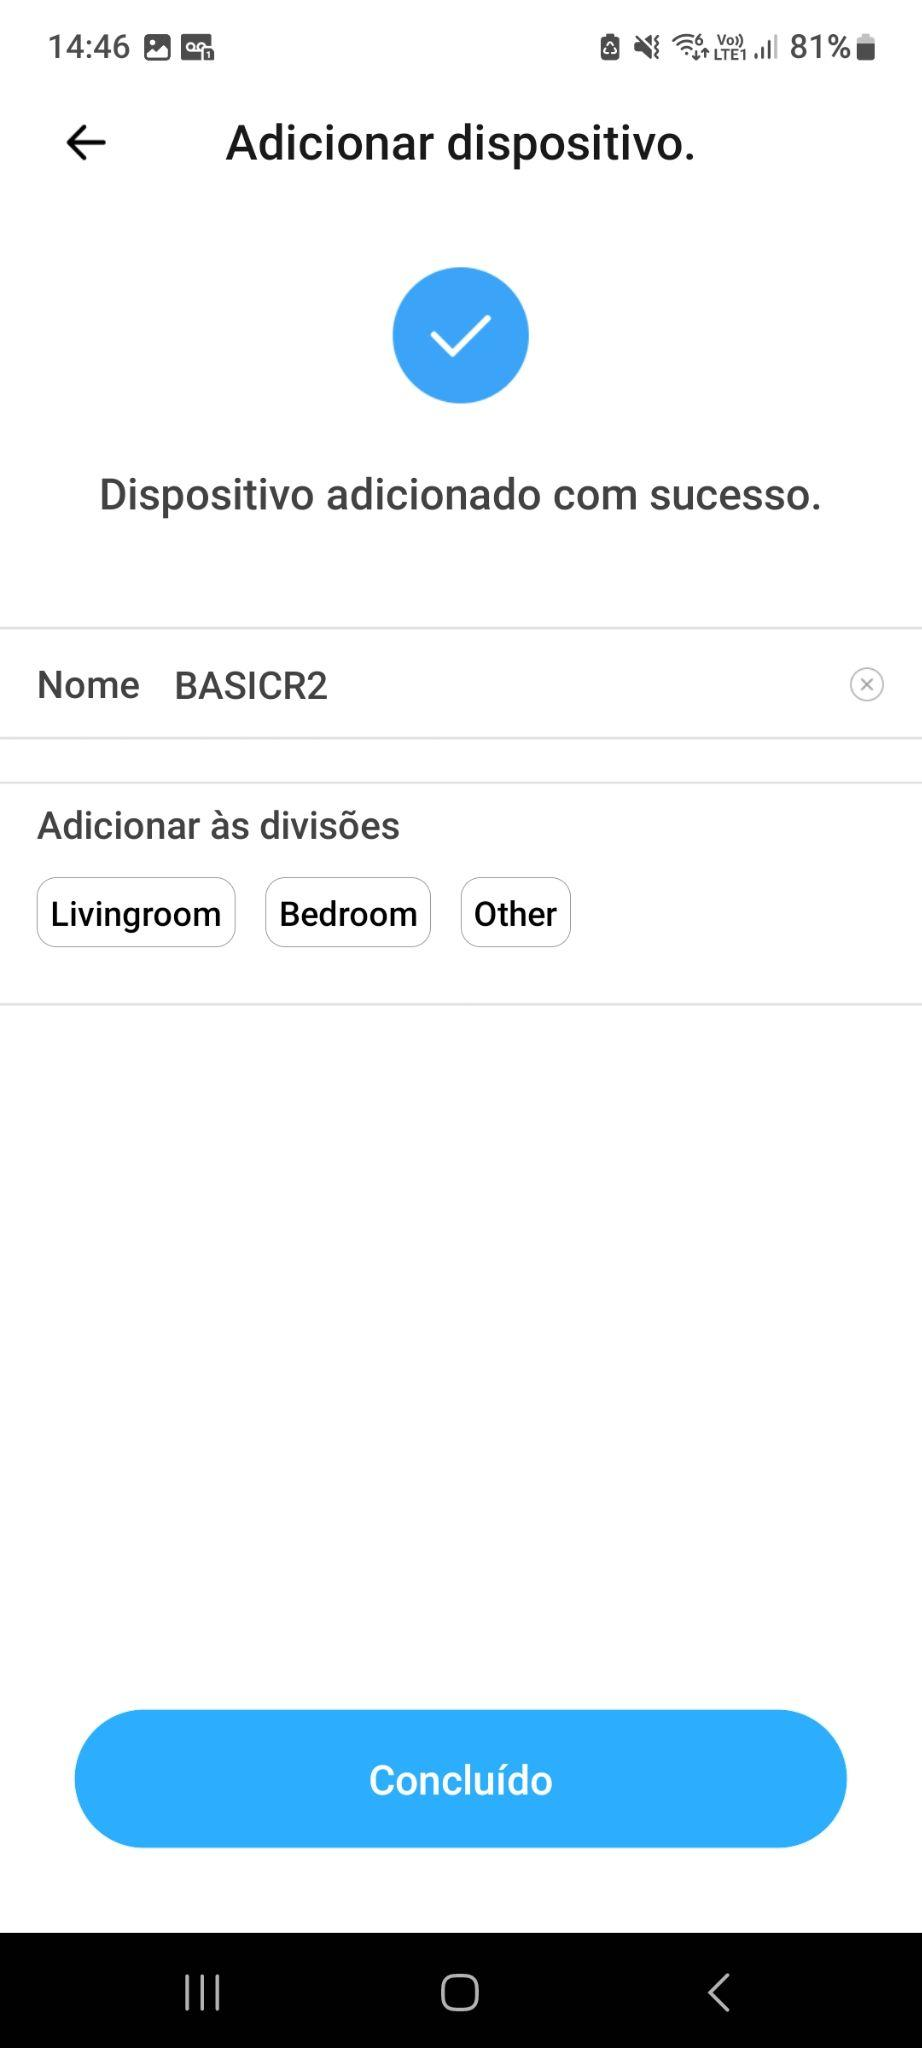 14:46 81%
Adicionar dispositivo.
Dispositivo adicionado com sucesso.
Nome BASICR2
Adicionar às divisões
Livingroom Bedroom Other
Concluído